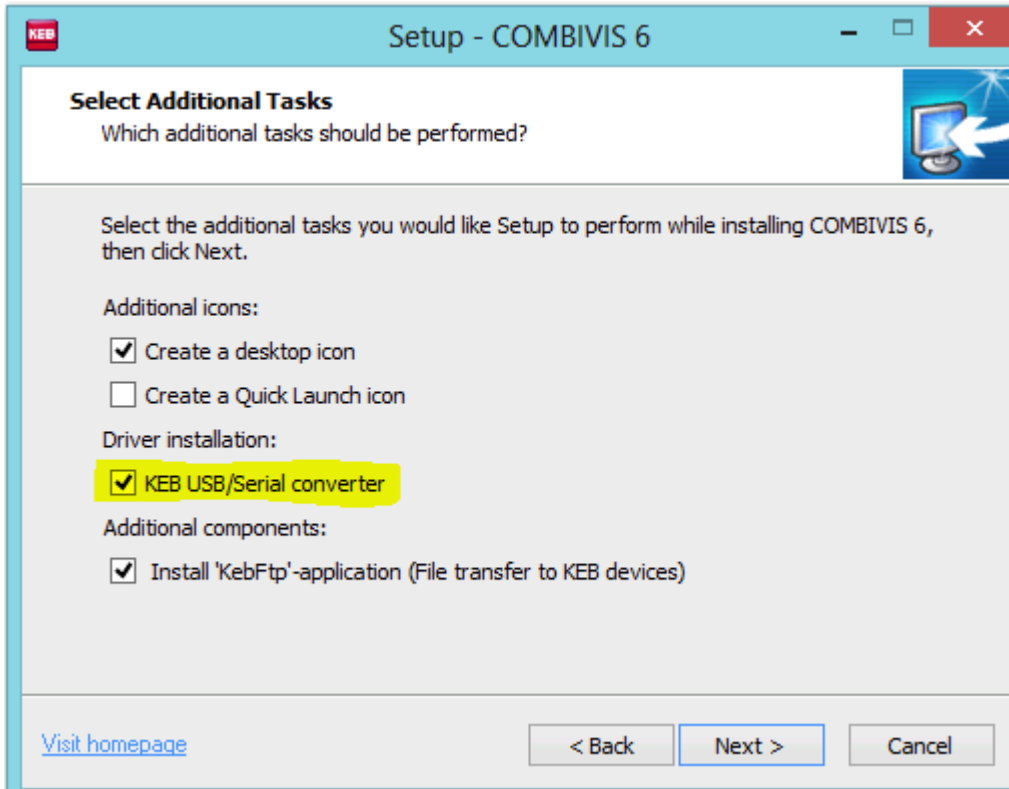 KEB
Setup - COMBIVIS 6
Select Additional Tasks
Which additional tasks should be performed?
Select the additional tasks you would like Setup to perform while installing COMBIVIS 6,
then click Next.
Additional icons:
Create a desktop icon
Create a Quick Launch icon
Driver installation:
KEB USB/Serial converter
Additional components:
Install 'KebFtp'-application (File transfer to KEB devices)
Visit homepage
< Back
Next >
Cancel